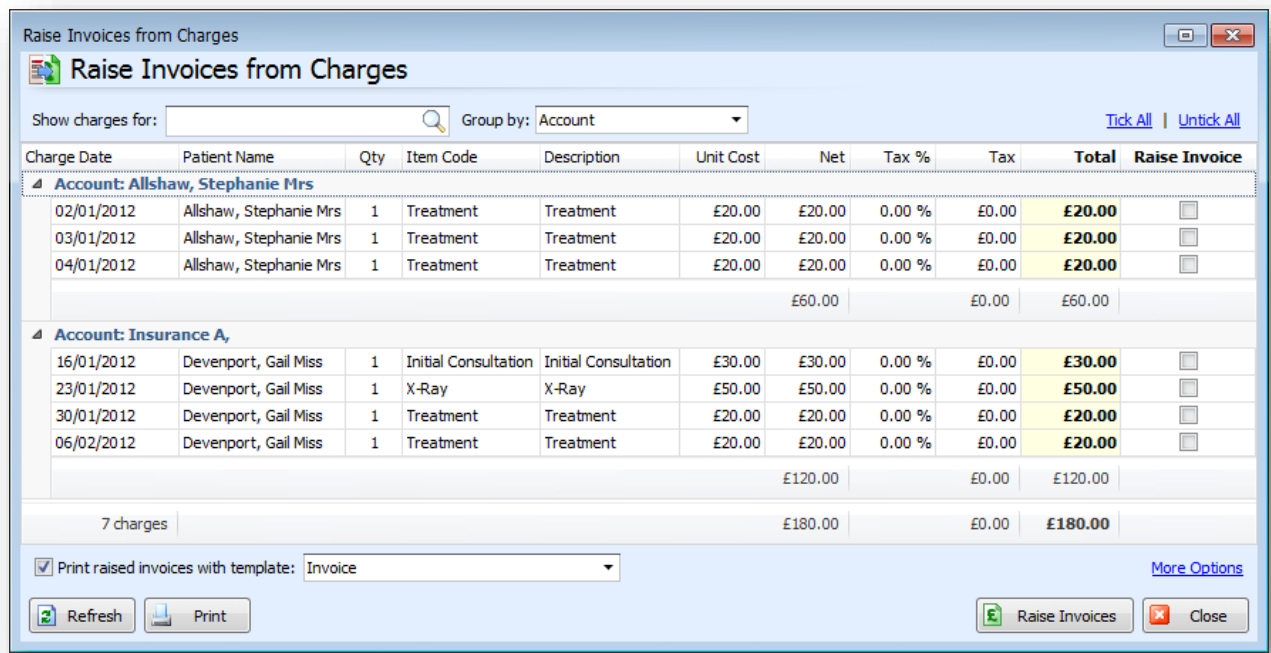 Raise Invoices from Charges
Raise Invoices from Charges
Show charges for: Group by: Account Tick All | Untick All
Charge Date Patient Name Qty Item Code Description Unit Cost Net Tax % Tax Total Raise Invoice
Account: Allshaw, Stephanie Mrs
02/01/2012 Allshaw, Stephanie Mrs 1 Treatment Treatment £20.00 £20.00 0.00 % £0.00 £20.00
03/01/2012 Allshaw, Stephanie Mrs 1 Treatment Treatment £20.00 £20.00 0.00 % £0.00 £20.00
04/01/2012 Allshaw, Stephanie Mrs 1 Treatment Treatment £20.00 £20.00 0.00 % £0.00 £20.00
£60.00 £0.00 £60.00
Account: Insurance A,
16/01/2012 Devenport, Gail Miss 1 Initial Consultation Initial Consultation £30.00 £30.00 0.00 % £0.00 £30.00
23/01/2012 Devenport, Gail Miss 1 X-Ray X-Ray £50.00 £50.00 0.00 % £0.00 £50.00
30/01/2012 Devenport, Gail Miss 1 Treatment Treatment £20.00 £20.00 0.00 % £0.00 £20.00
06/02/2012 Devenport, Gail Miss 1 Treatment Treatment £20.00 £20.00 0.00 % £0.00 £20.00
£120.00 £0.00 £120.00
7 charges £180.00 £0.00 £180.00
Print raised invoices with template: Invoice More Options
Refresh Print £ Raise Invoices Close